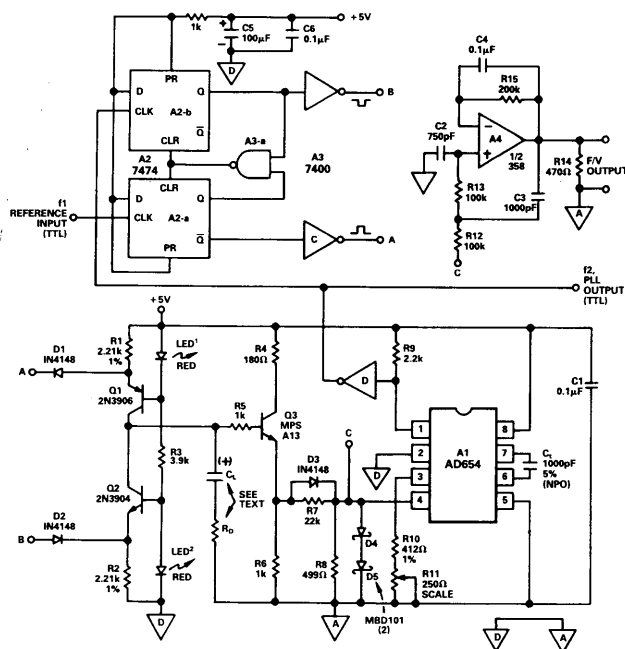 1k
+
−
C5
100μF
C6
0.1μF
+5V
D
PR
D
Q
CLK
A2-b
Q̅
CLR
B
A3-a
A2
7474
A3
7400
CLR
D
Q
f1
REFERENCE
INPUT
(TTL)
CLK
A2-a
Q̅
PR
C
A
C4
0.1μF
R15
200k
C2
750pF
−
+
A4
1/2
358
R14
470Ω
F/V
OUTPUT
A
R13
100k
C3
1000pF
R12
100k
C
f2,
PLL
OUTPUT
(TTL)
+5V
R1
2.21k
1%
LED¹
RED
D1
IN4148
A
Q1
2N3906
R3
3.9k
Q2
2N3904
D2
IN4148
B
R2
2.21k
1%
LED²
RED
D
R4
180Ω
R5
1k
Q3
MPS
A13
(+)
CL
SEE
TEXT
RD
D3
IN4148
R7
22k
R6
1k
R8
499Ω
A
C
D4
D5
MBD101
(2)
D
R9
2.2k
1
2
3
4
8
7
6
5
A1
AD654
D
R10
412Ω
1%
R11
250Ω
SCALE
C1
0.1μF
Ct
1000pF
5%
(NPO)
D
A